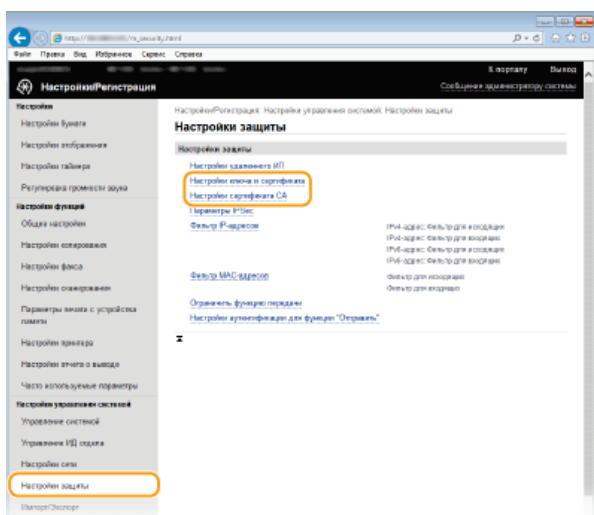 http://
/m_security.html
Файл Правка Вид Избранное Сервис Справка
К порталу Выход
Настройки/Регистрация
Сообщение администратору системы
Настройки
Настройки бумаги
Настройки отображения
Настройки таймера
Регулировка громкости звука
Настройки функций
Общие настройки
Настройки копирования
Настройки факса
Настройки сканирования
Параметры печати с устройства
памяти
Настройки принтера
Настройки отчета о выводе
Часто используемые параметры
Настройки управления системой
Управление системой
Управление ИД отдела
Настройки сети
Настройки защиты
Импорт/Экспорт
Настройки/Регистрация: Настройки управления системой: Настройки защиты
Настройки защиты
Настройки защиты
Настройки удаленного ИП
Настройки ключа и сертификата
Настройки сертификата CA
Параметры IPSec
Фильтр IP-адресов
IPv4-адрес: Фильтр для исходящих
IPv4-адрес: Фильтр для входящих
IPv6-адрес: Фильтр для исходящих
IPv6-адрес: Фильтр для входящих
Фильтр MAC-адресов
Фильтр для исходящих
Фильтр для входящих
Ограничить функцию передачи
Настройки аутентификации для функции "Отправить"